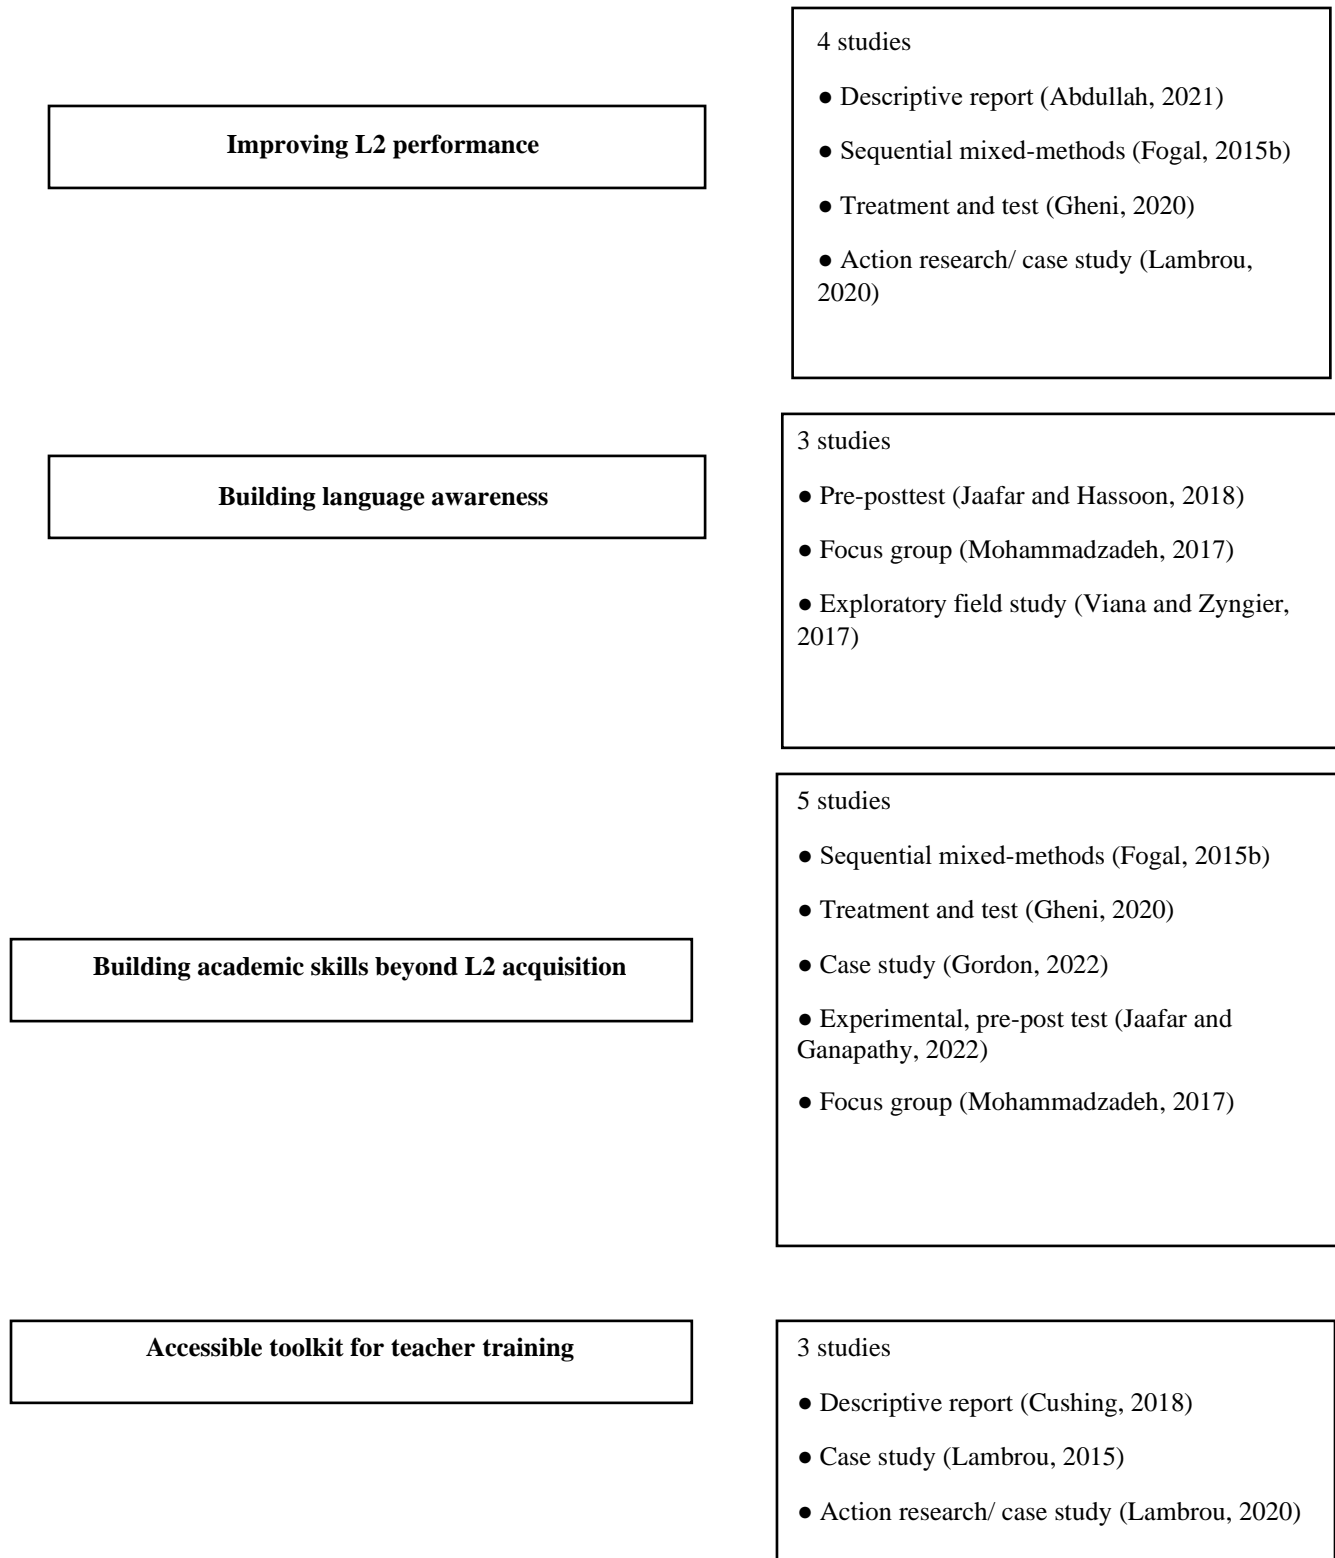 Improving L2 performance
4 studies
● Descriptive report (Abdullah, 2021)
● Sequential mixed-methods (Fogal, 2015b)
● Treatment and test (Gheni, 2020)
● Action research/ case study (Lambrou,
2020)
Building language awareness
3 studies
● Pre-posttest (Jaafar and Hassoon, 2018)
● Focus group (Mohammadzadeh, 2017)
● Exploratory field study (Viana and Zyngier,
2017)
Building academic skills beyond L2 acquisition
5 studies
● Sequential mixed-methods (Fogal, 2015b)
● Treatment and test (Gheni, 2020)
● Case study (Gordon, 2022)
● Experimental, pre-post test (Jaafar and
Ganapathy, 2022)
● Focus group (Mohammadzadeh, 2017)
Accessible toolkit for teacher training
3 studies
● Descriptive report (Cushing, 2018)
● Case study (Lambrou, 2015)
● Action research/ case study (Lambrou, 2020)